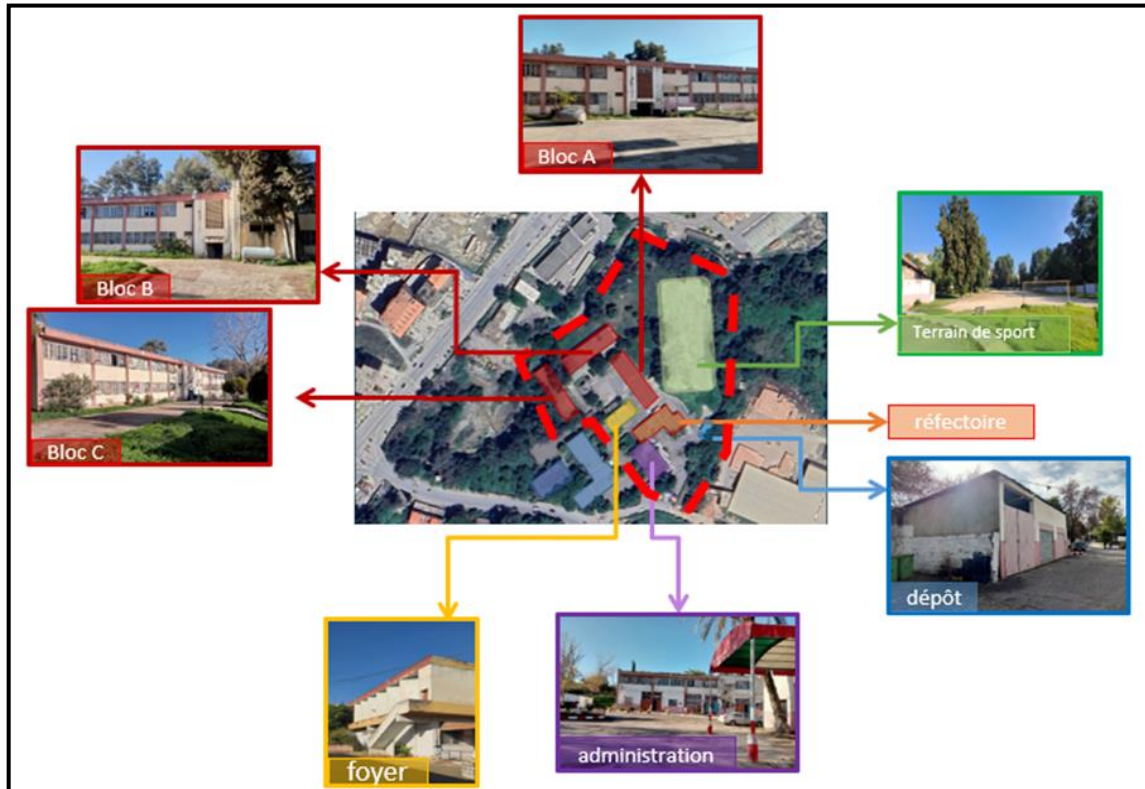 Bloc A
Bloc B
Terrain de sport
Bloc C
réfectoire
dépôt
foyer
administration